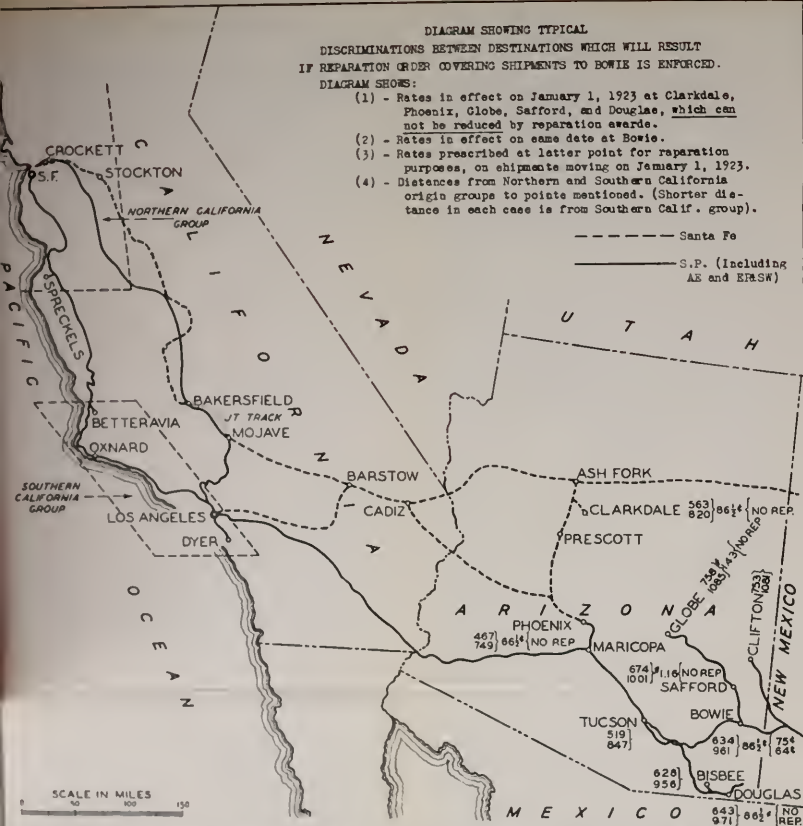 DIAGRAM SHOWING TYPICAL
DISCRIMINATIONS BETWEEN DESTINATIONS WHICH WILL RESULT
IF REPARATION ORDER COVERING SHIPMENTS TO BOWIE IS ENFORCED.
DIAGRAM SHOWS:
(1) - Rates in effect on January 1, 1923 at Clarkdale,
Phoenix, Globe, Safford, and Douglas, which can
not be reduced by reparation awards.
(2) - Rates in effect on same date at Bowie.
(3) - Rates prescribed at latter point for raparation
purposes, on shipments moving on January 1, 1923.
(4) - Distances from Northern and Southern California
origin groups to points mentioned. (Shorter dis-
tance in each case is from Southern Calif. group).
Santa Fe
S.P. (Including
AE and EP&SW)
CROCKETT
S.F.
STOCKTON
NORTHERN CALIFORNIA
GROUP
CALIFORNIA
NEVADA
UTAH
PACIFIC
OCEAN
SPRECKELS
BAKERSFIELD
JT TRACK
MOJAVE
BETTERAVIA
OXNARD
SOUTHERN
CALIFORNIA
GROUP
LOS ANGELES
DYER
BARSTOW
CADIZ
ASH FORK
CLARKDALE 563 820 } 86½¢ { NO REP
PRESCOTT
ARIZONA
GLOBE 758 1085 } $1.43 { NO REP
CLIFTON 753 1081 }
NEW MEXICO
PHOENIX
467 749 } 86½¢ { NO REP
MARICOPA
674 1001 } $1.16 { NO REP
SAFFORD
TUCSON
519
847 }
BOWIE
634 961 } 86½¢ { 75¢ 64¢
628
956 }
BISBEE
DOUGLAS
643 971 } 86½¢ { NO REP.
MEXICO
SCALE IN MILES
0 50 100 150